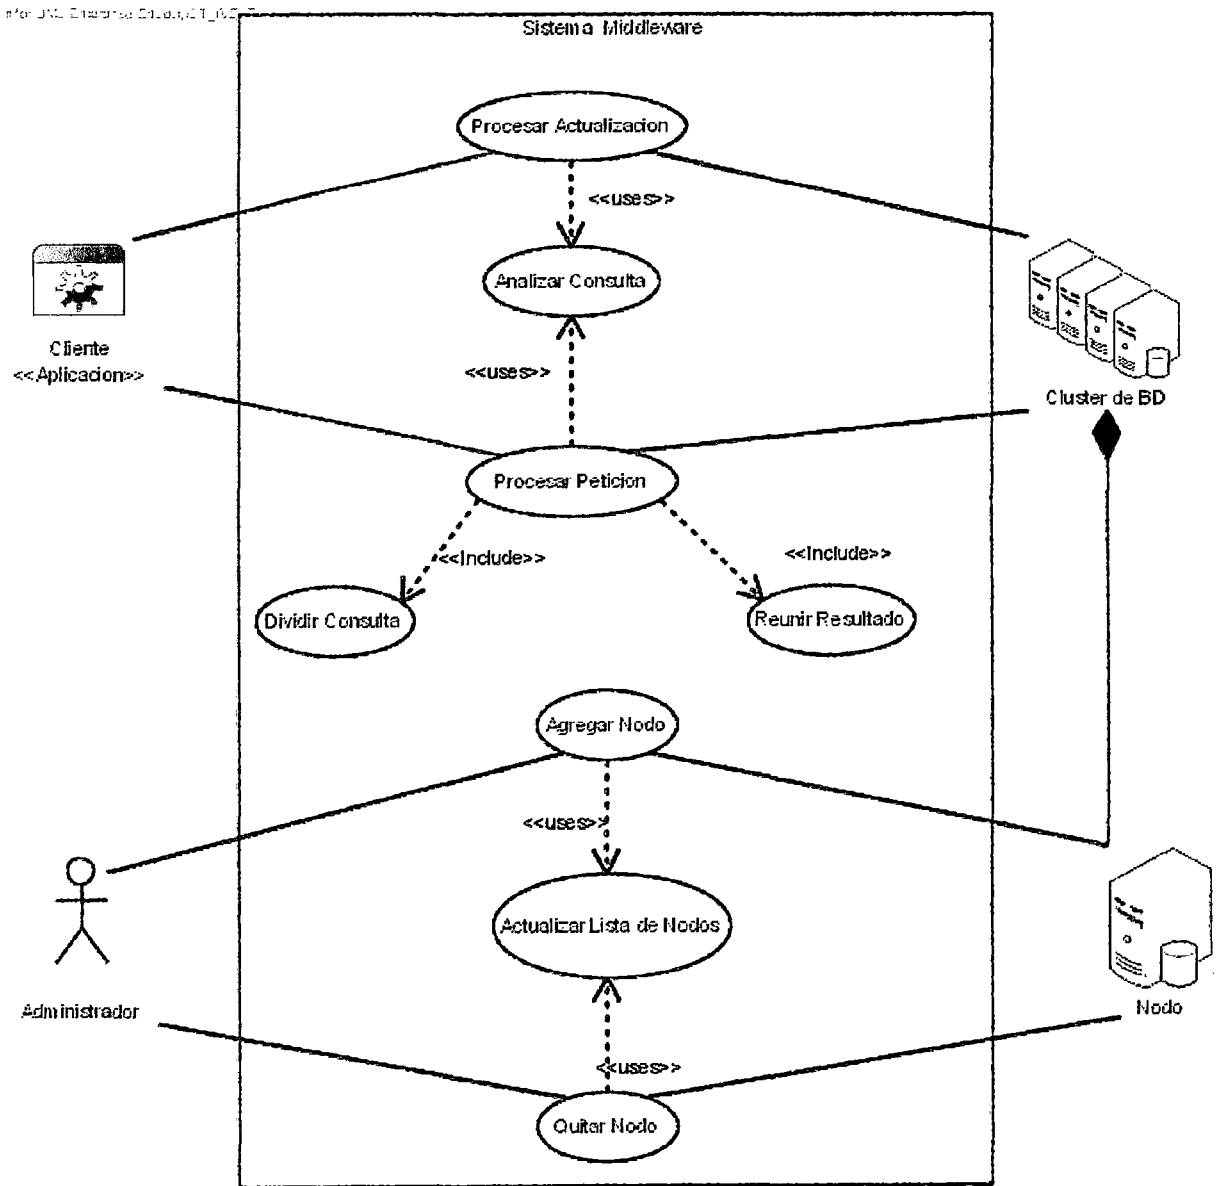 Sistema Middleware
Procesar Actualizacion
<<uses>>
Analizar Consulta
Cliente
<<Aplicacion>>
<<uses>>
Cluster de BD
Procesar Peticion
<<Include>>
<<Include>>
Dividir Consulta
Reunir Resultado
Agregar Nodo
<<uses>>
Actualizar Lista de Nodos
Administrador
Nodo
<<uses>>
Quitar Nodo